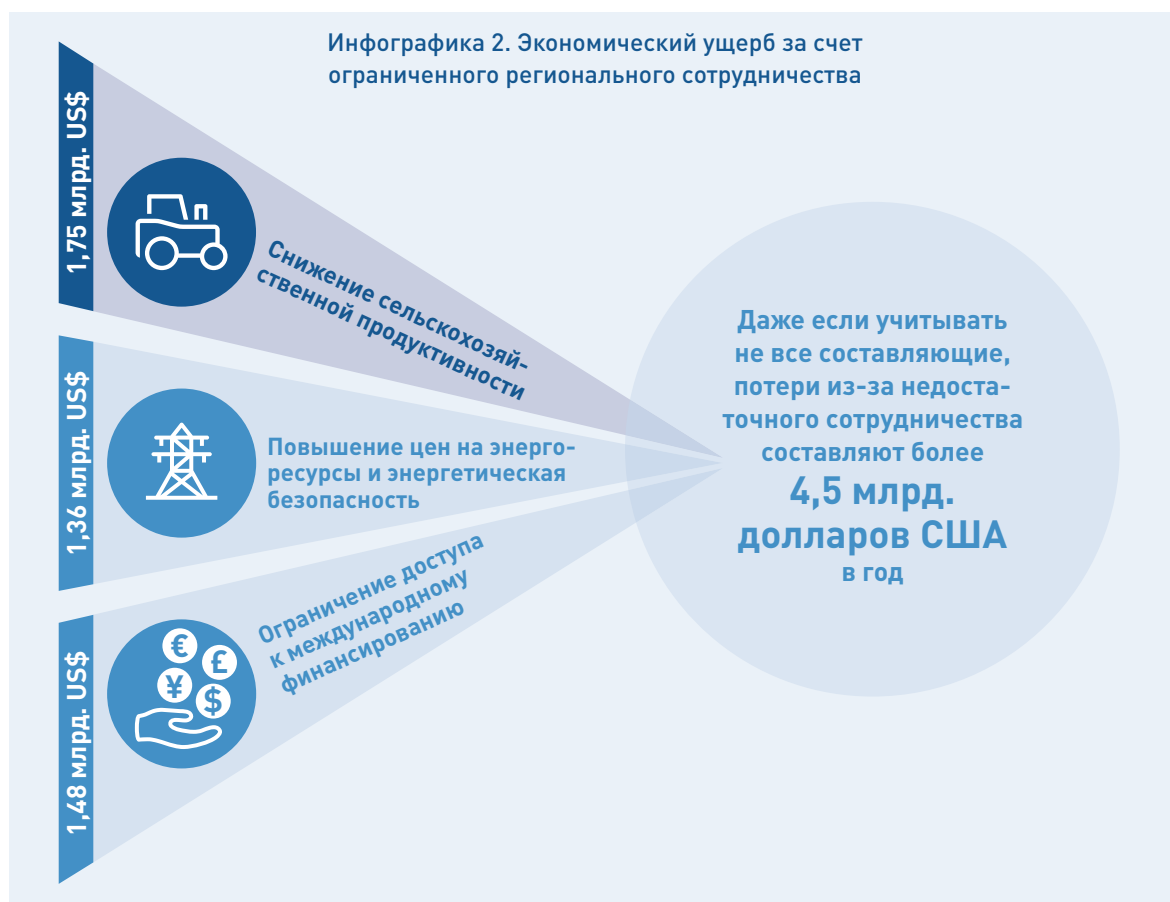 Инфографика 2. Экономический ущерб за счет
ограниченного регионального сотрудничества
1,75 млрд. US$
Снижение сельскохозяй-
ственной продуктивности
1,36 млрд. US$
Повышение цен на энерго-
ресурсы и энергетическая
безопасность
1,48 млрд. US$
€
£
¥
$
Ограничение доступа
к международному
финансированию
Даже если учитывать
не все составляющие,
потери из-за недоста-
точного сотрудничества
составляют более
4,5 млрд.
долларов США
в год